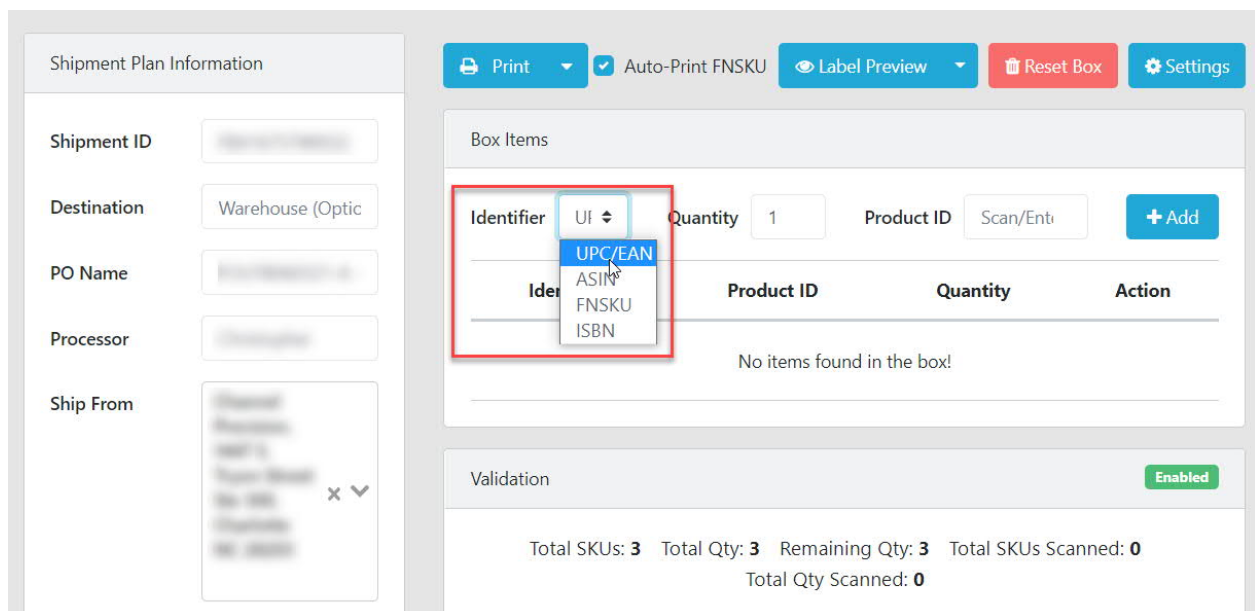 Shipment Plan Information
Shipment ID
Destination Warehouse (Optic
PO Name
Processor
Ship From
Print Auto-Print FNSKU Label Preview Reset Box Settings
Box Items
Identifier UF Quantity 1 Product ID Scan/Ente + Add
UPC/EAN
ASIN
FNSKU
ISBN
Iden Product ID Quantity Action
No items found in the box!
Validation Enabled
Total SKUs: 3 Total Qty: 3 Remaining Qty: 3 Total SKUs Scanned: 0
Total Qty Scanned: 0